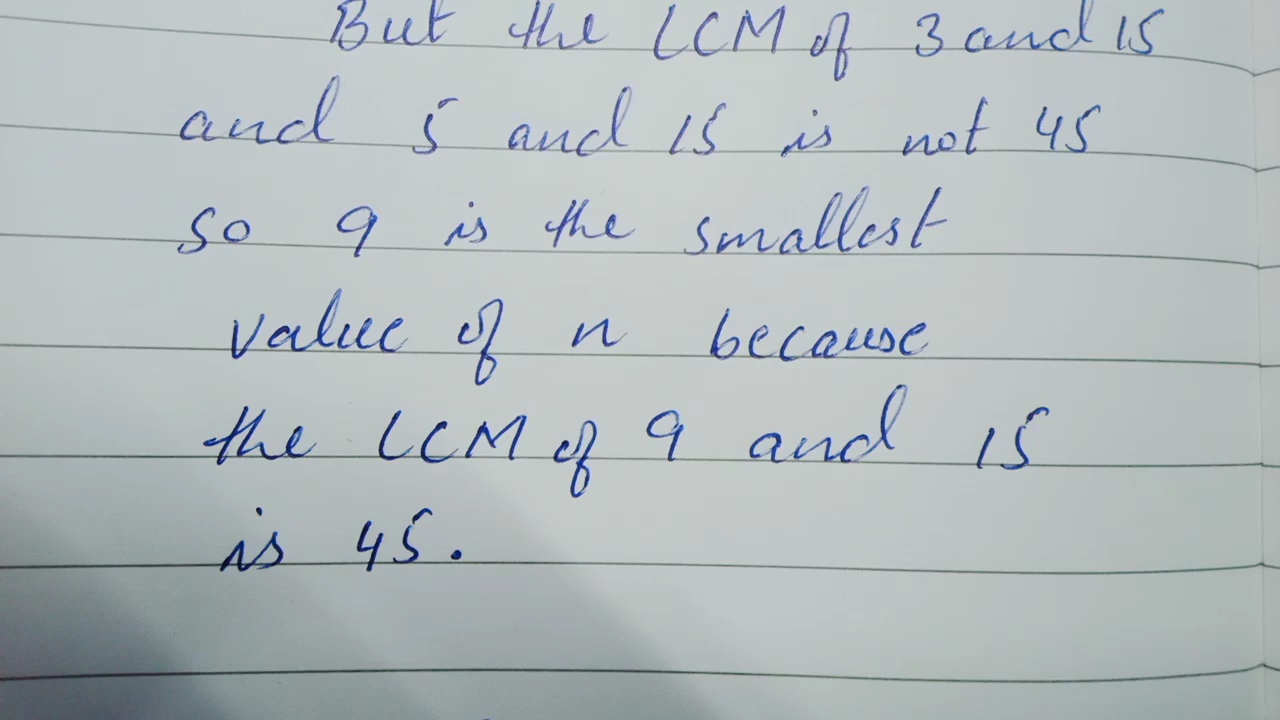 But the LCM of 3 and 15
and 5 and 15 is not 45
so 9 is the smallest
value of n because
the LCM of 9 and 15
is 45.